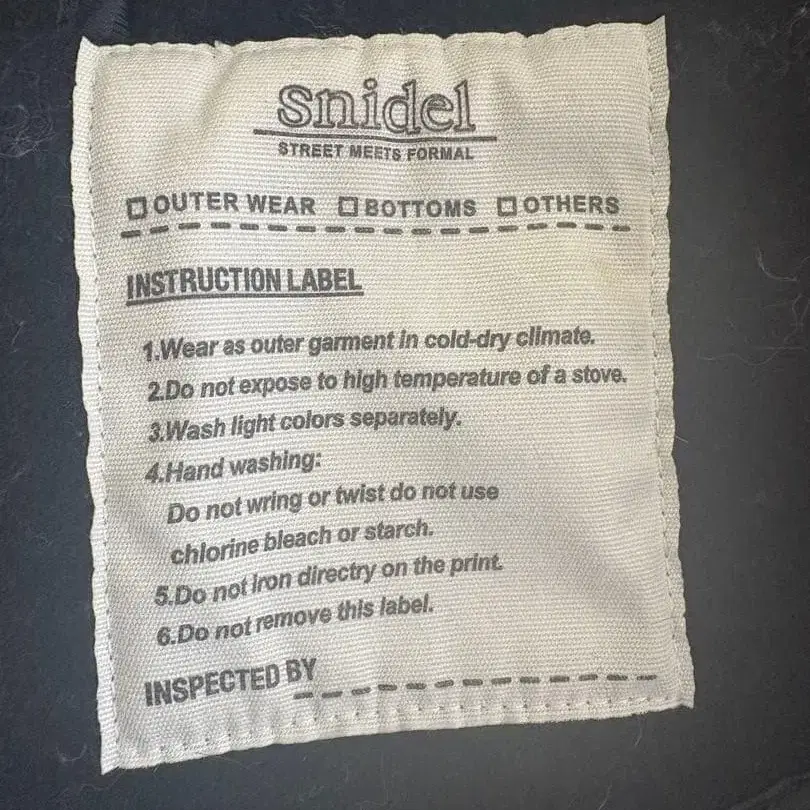 snidel
STREET MEETS FORMAL
OUTER WEAR BOTTOMS OTHERS
INSTRUCTION LABEL
1.Wear as outer garment in cold-dry climate.
2.Do not expose to high temperature of a stove.
3.Wash light colors separately.
4.Hand washing:
Do not wring or twist do not use
chlorine bleach or starch.
5.Do not iron directry on the print.
6.Do not remove this label.
INSPECTED BY